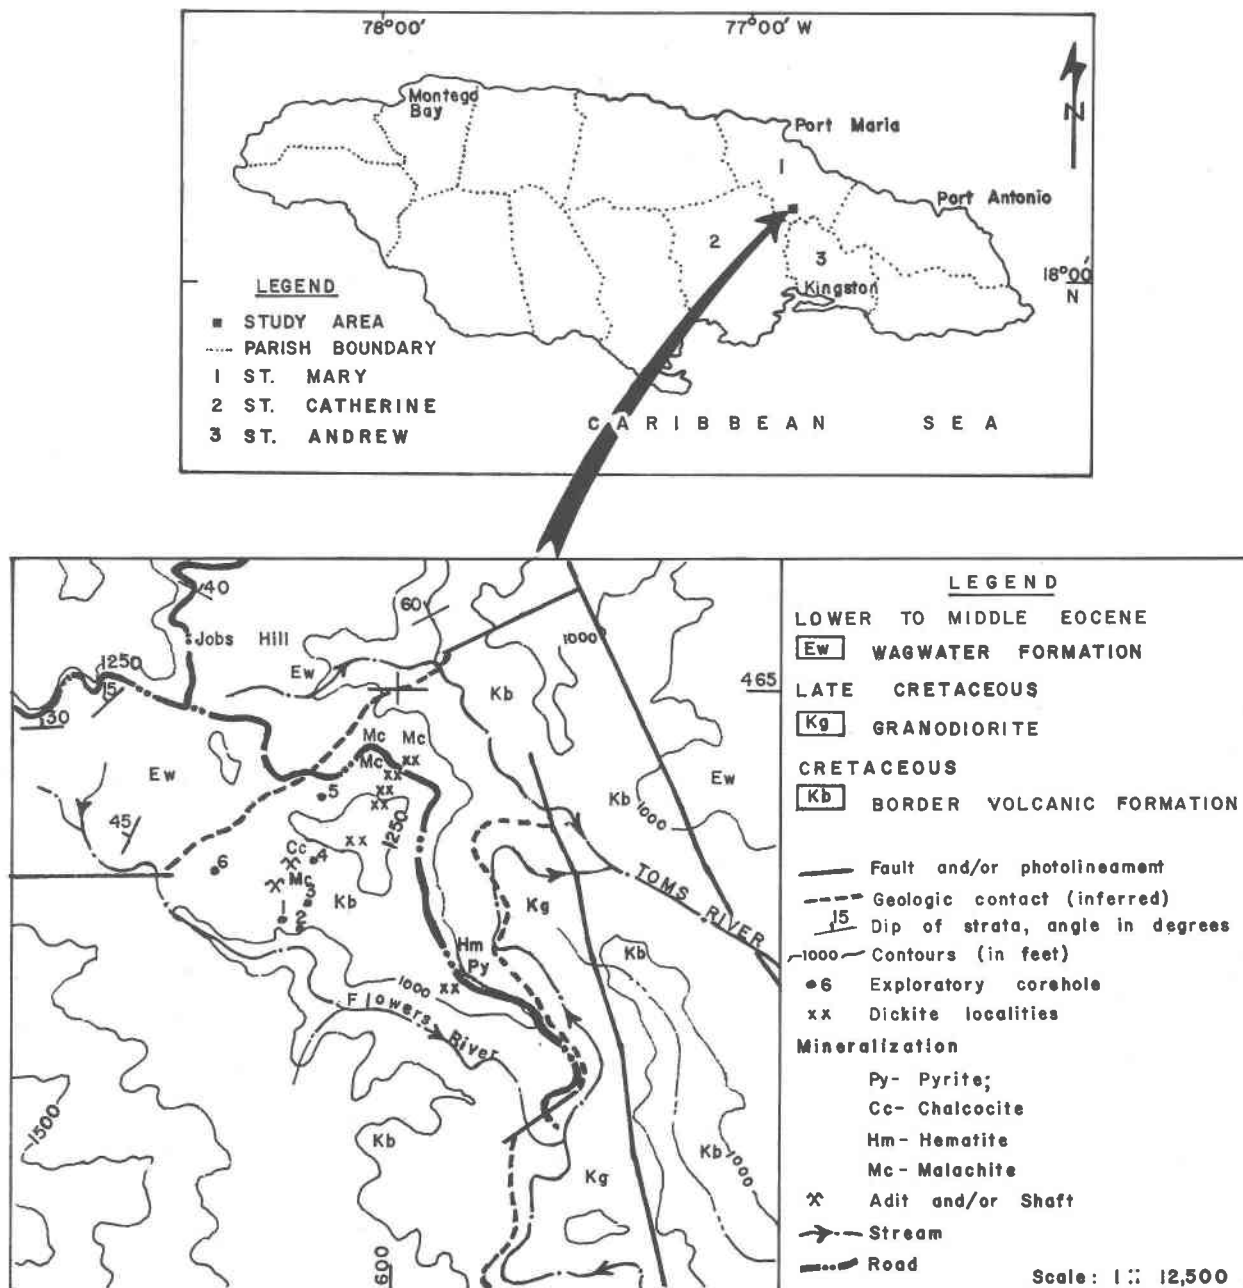 78°00'
77°00' W
Montego
Bay
Port Maria
N
1
Port Antonio
2
3
Kingston
18°00'
N
LEGEND
STUDY AREA
PARISH BOUNDARY
1 ST. MARY
2 ST. CATHERINE
3 ST. ANDREW
CARIBBEAN SEA
40
60
Jobs Hill
1000
1250
Ew
Kb
465
15
30
Mc
Mc
Mc
xx
xx
Ew
Ew
5
xx
xx
Kb
1000
45
1250
Cc
4
xx
6
Mc
3
Kb
TOMS RIVER
1
2
Kg
Hm
Py
Kb
1000
xx
Flowers
River
1500
Kb
Kb
1000
Kg
600
LEGEND
LOWER TO MIDDLE EOCENE
Ew WAGWATER FORMATION
LATE CRETACEOUS
Kg GRANODIORITE
CRETACEOUS
Kb BORDER VOLCANIC FORMATION
Fault and/or photolineament
Geologic contact (inferred)
15 Dip of strata, angle in degrees
1000 Contours (in feet)
6 Exploratory corehole
xx Dickite localities
Mineralization
Py- Pyrite;
Cc- Chalcocite
Hm- Hematite
Mc- Malachite
Adit and/or Shaft
Stream
Road
Scale: 1:: 12,500